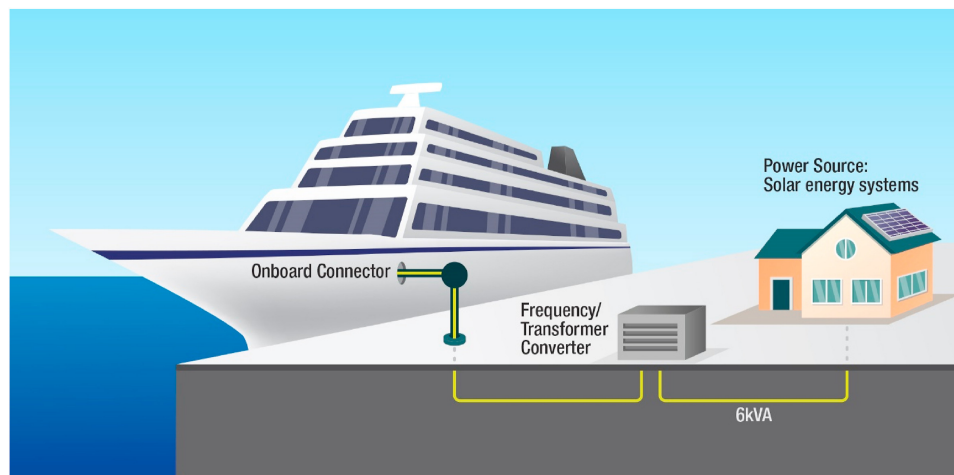 Power Source:
Solar energy systems
Onboard Connector
Frequency/
Transformer
Converter
6kVA